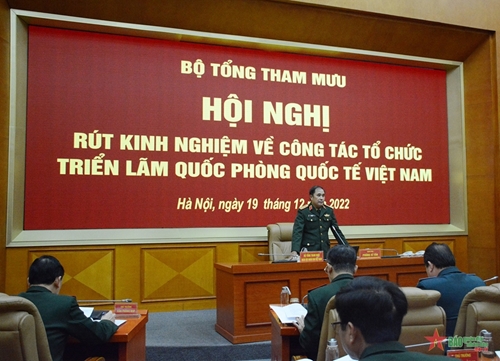 BỘ TỔNG THAM MƯU
HỘI NGHỊ
RÚT KINH NGHIỆM VỀ CÔNG TÁC TỔ CHỨC
TRIỂN LÃM QUỐC PHÒNG QUỐC TẾ VIỆT NAM
Hà Nội, ngày 19 tháng 12 2022